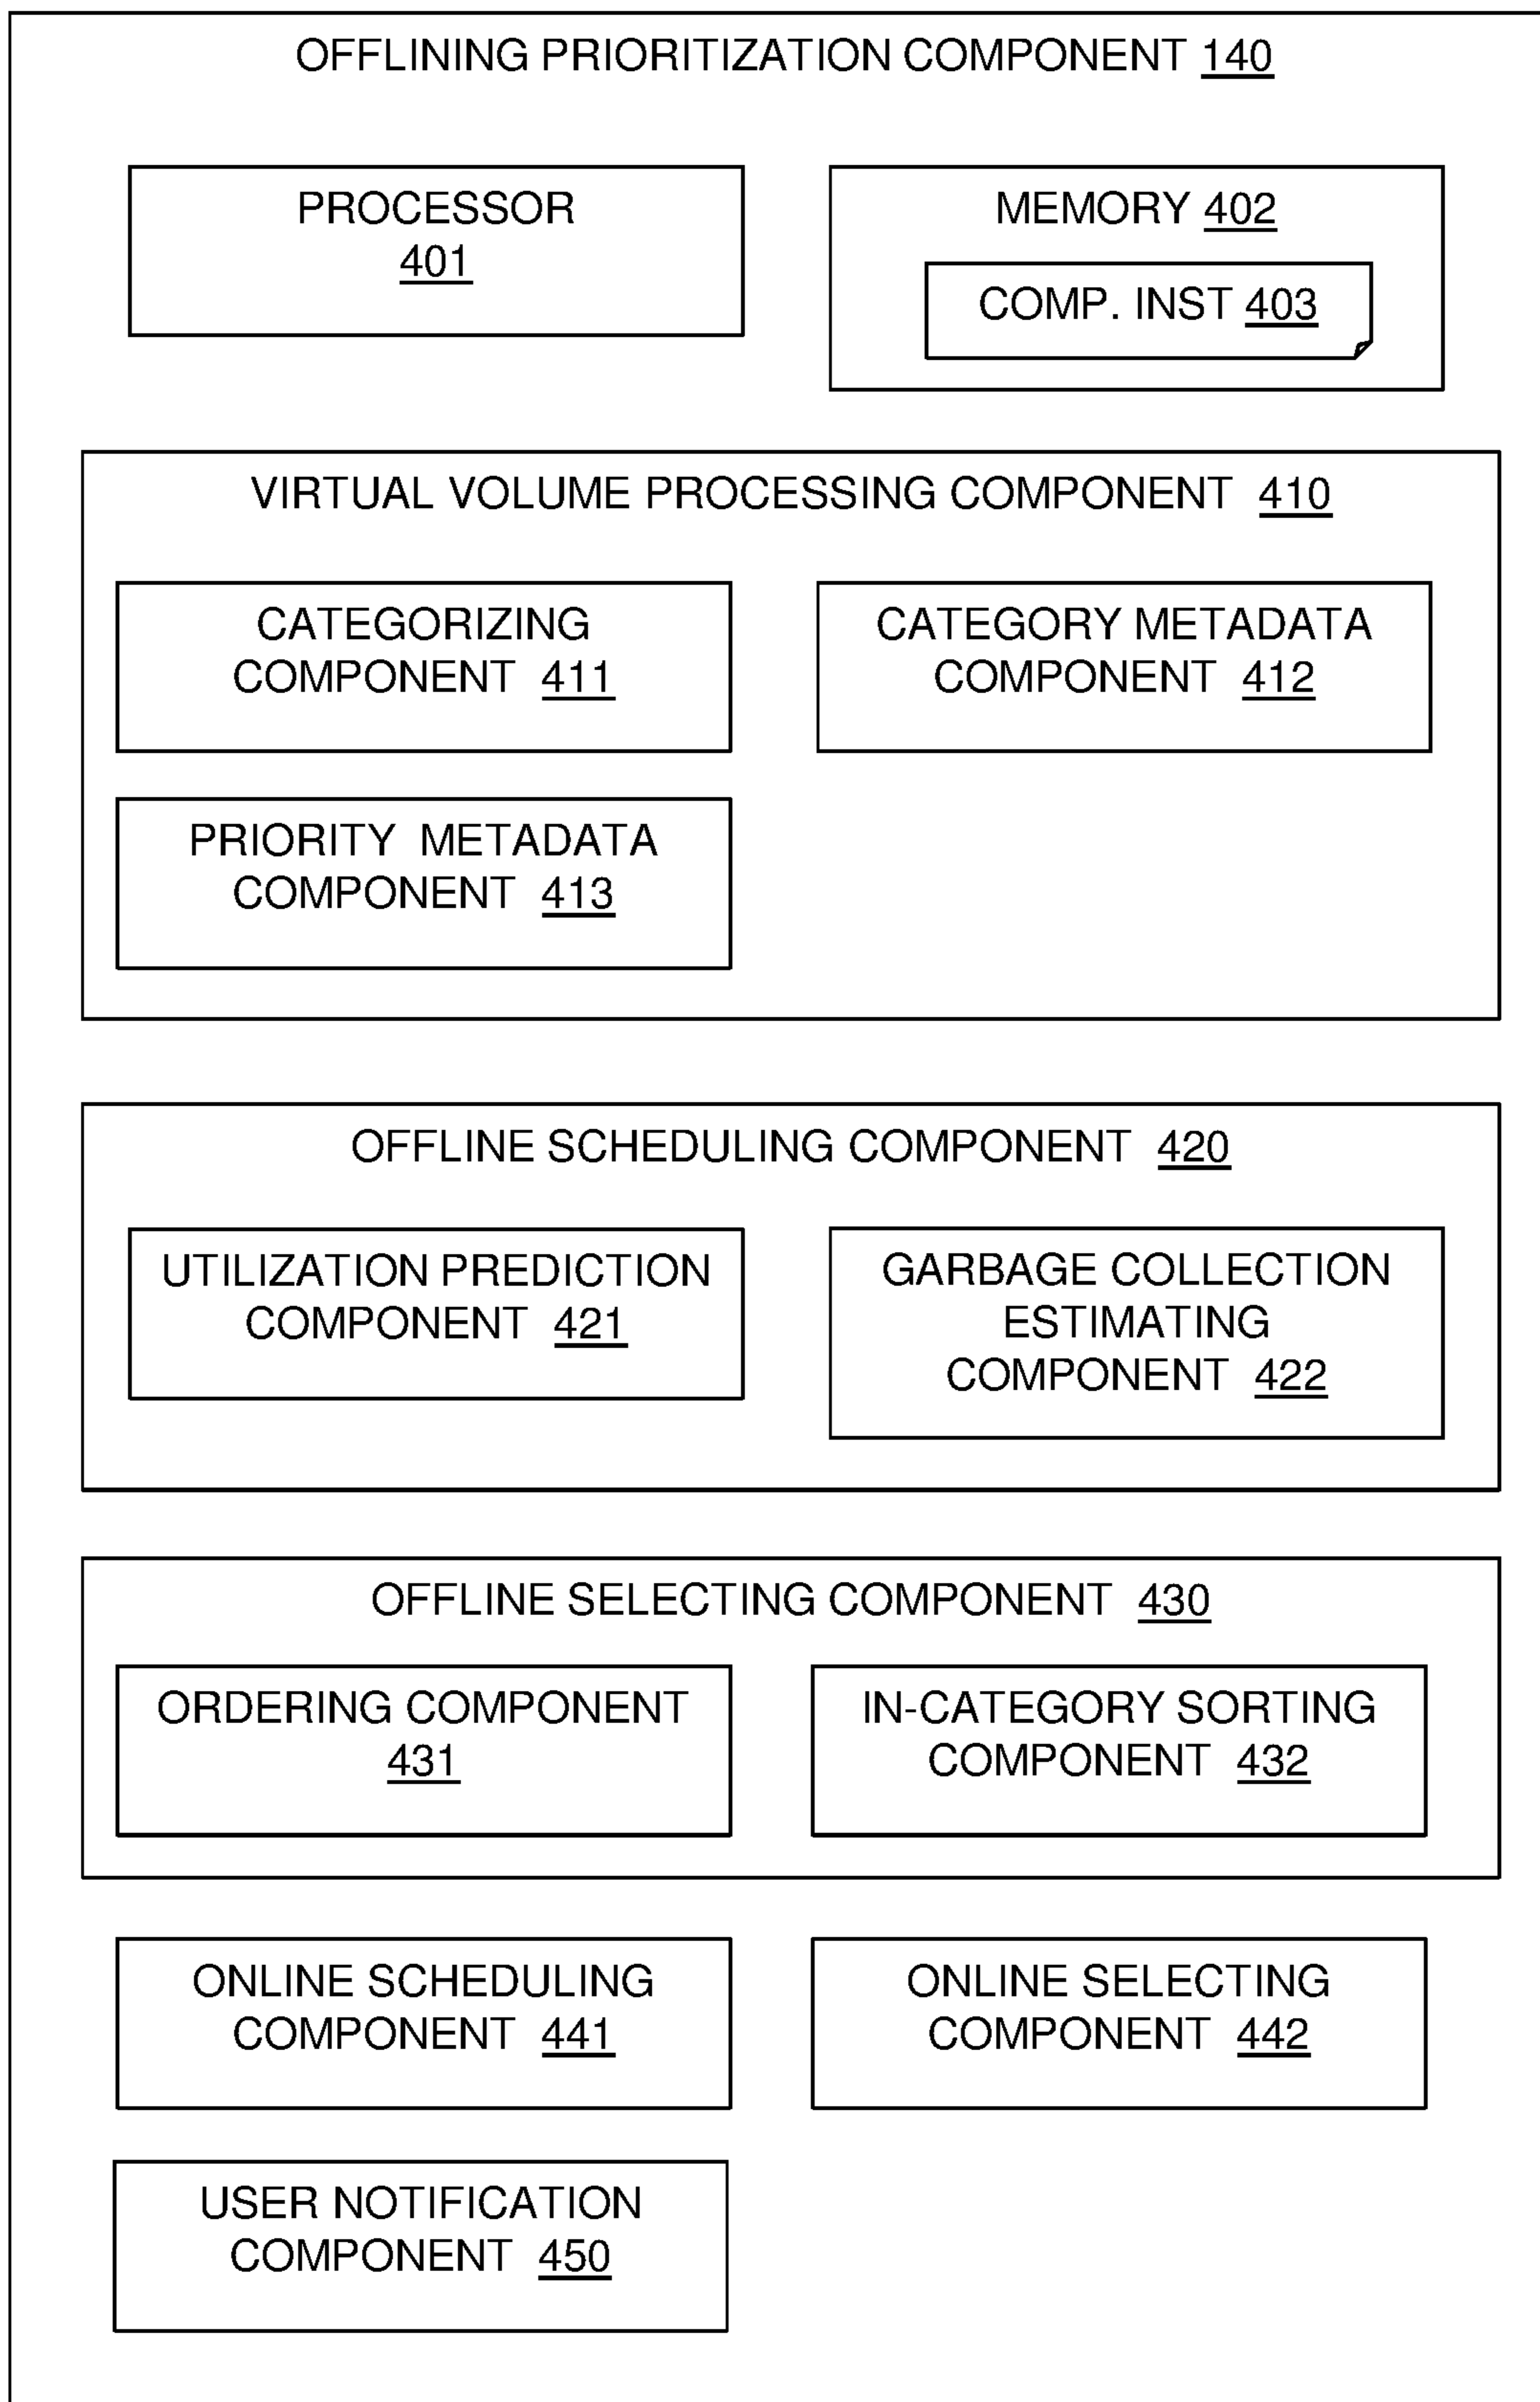 OFFLINING PRIORITIZATION COMPONENT 140
PROCESSOR
401
MEMORY 402
COMP. INST 403
VIRTUAL VOLUME PROCESSING COMPONENT 410
CATEGORIZING
COMPONENT 411
CATEGORY METADATA
COMPONENT 412
PRIORITY METADATA
COMPONENT 413
OFFLINE SCHEDULING COMPONENT 420
UTILIZATION PREDICTION
COMPONENT 421
GARBAGE COLLECTION
ESTIMATING
COMPONENT 422
OFFLINE SELECTING COMPONENT 430
ORDERING COMPONENT
431
IN-CATEGORY SORTING
COMPONENT 432
ONLINE SCHEDULING
COMPONENT 441
ONLINE SELECTING
COMPONENT 442
USER NOTIFICATION
COMPONENT 450